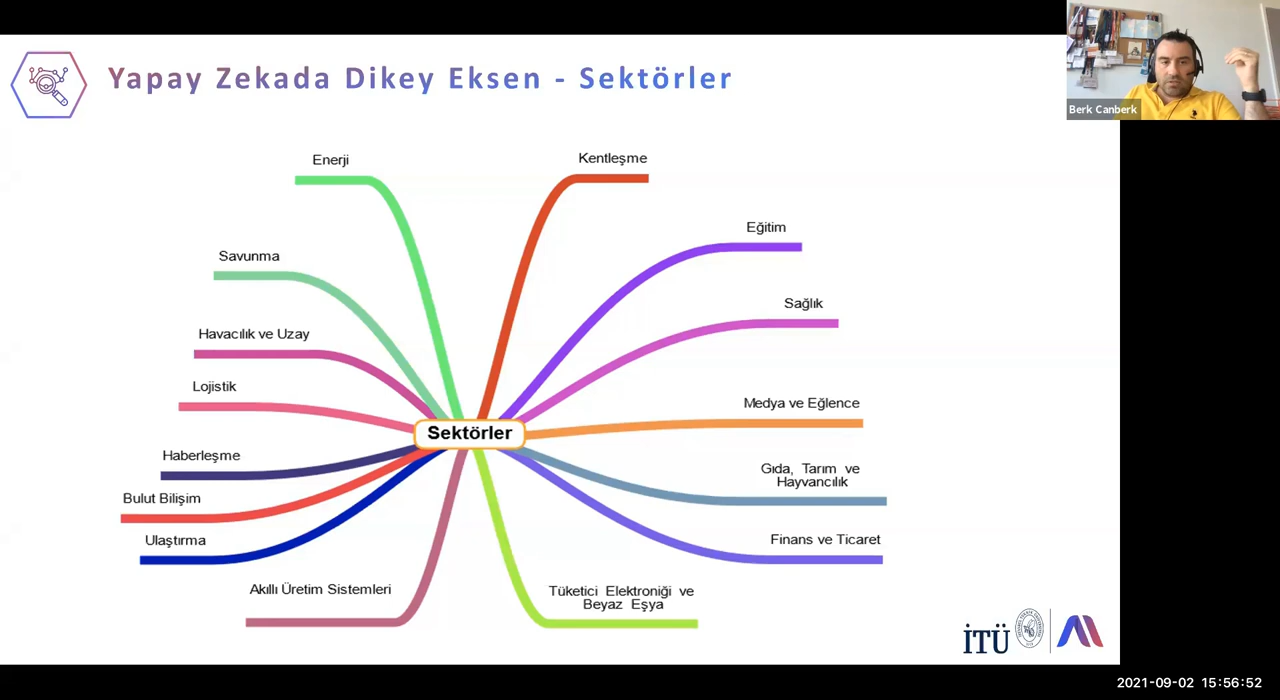 Yapay Zekada Dikey Eksen - Sektörler
Berk Canberk
Enerji
Kentleşme
Eğitim
Savunma
Sağlık
Havacılık ve Uzay
Lojistik
Medya ve Eğlence
Sektörler
Haberleşme
Gıda, Tarım ve
Hayvancılık
Bulut Bilişim
Ulaştırma
Finans ve Ticaret
Akıllı Üretim Sistemleri
Tüketici Elektroniği ve
Beyaz Eşya
İTÜ
2021-09-02 15:56:52